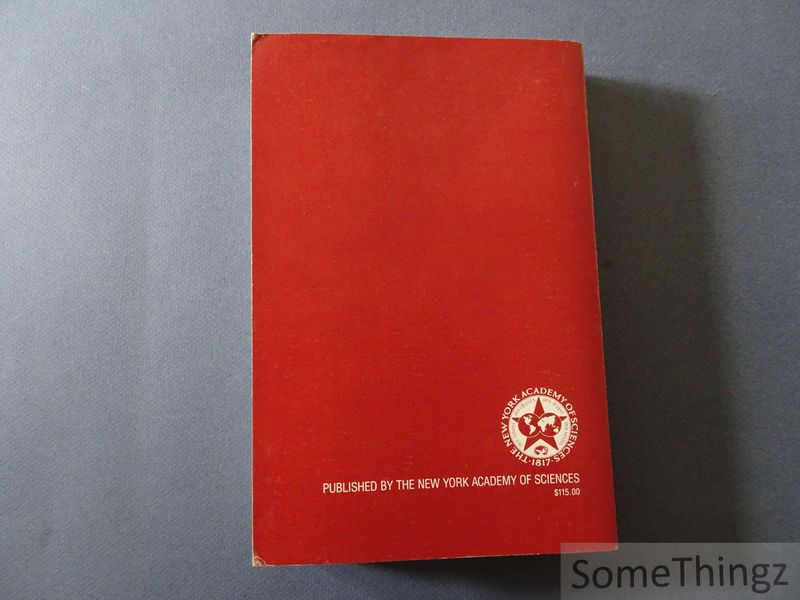 THE NEW YORK ACADEMY OF SCIENCES
·1817·
PUBLISHED BY THE NEW YORK ACADEMY OF SCIENCES
$115.00
SomeThingz